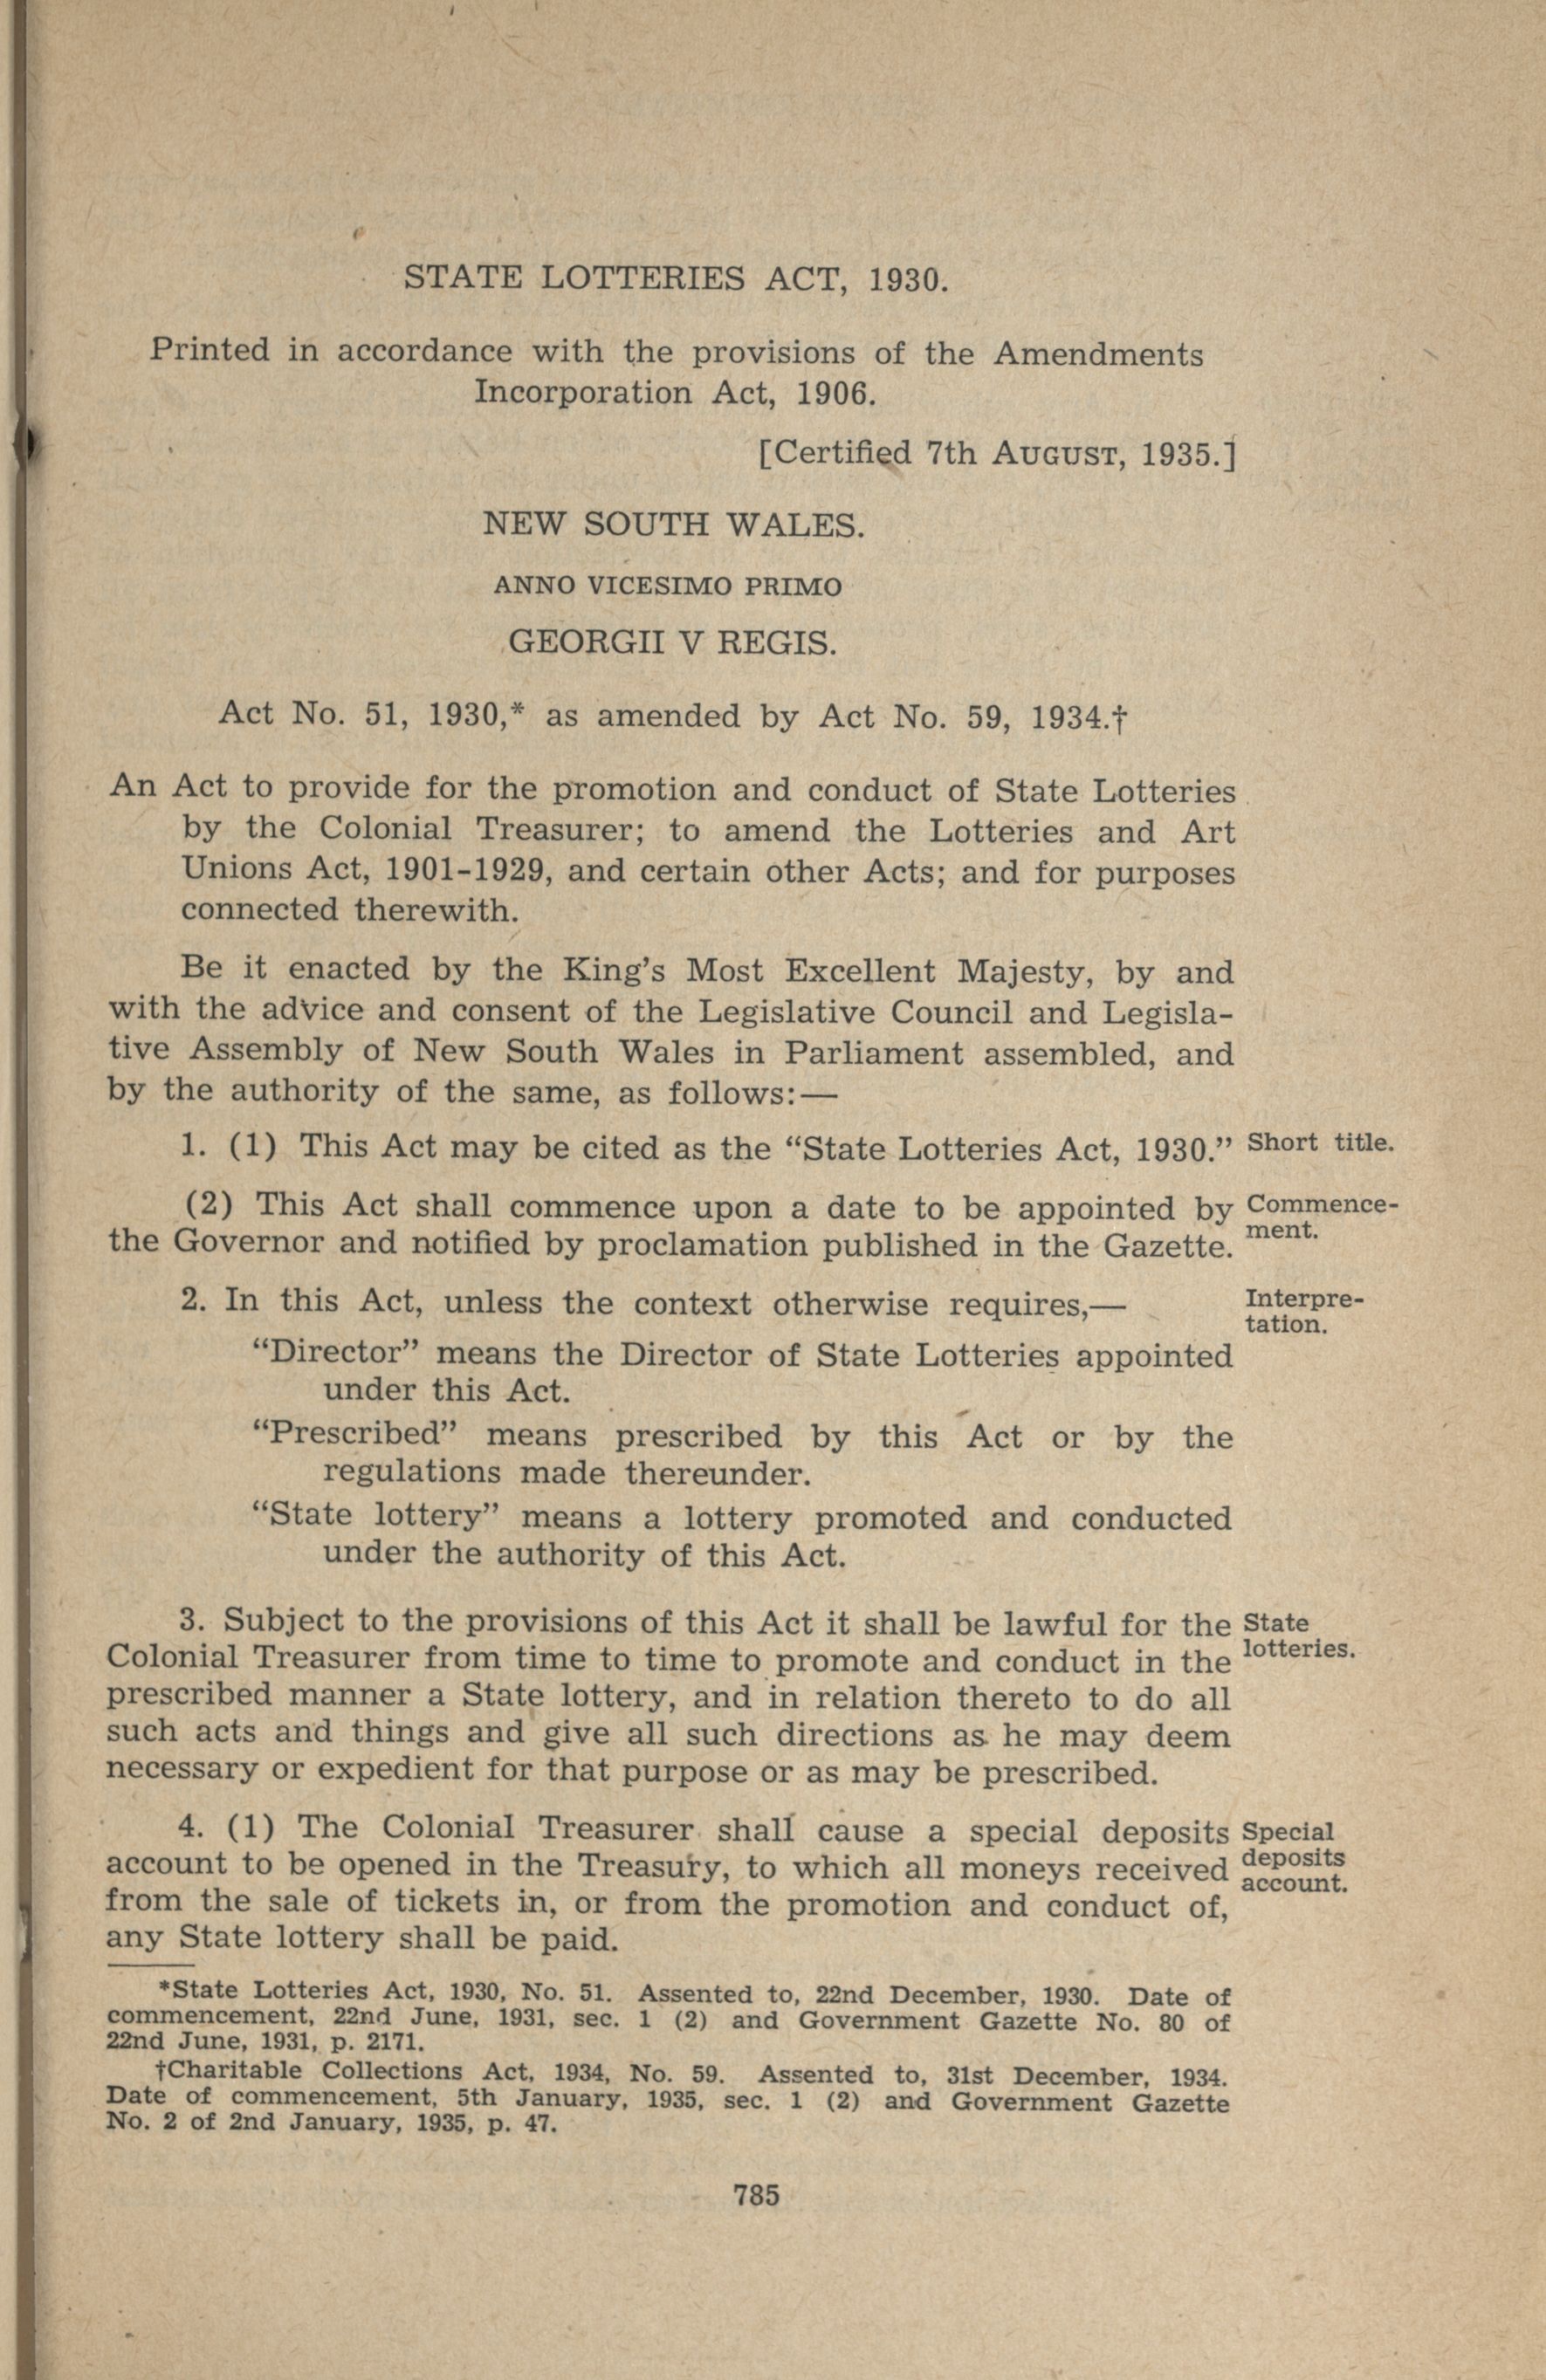 STATE LOTTERIES ACT, 1930.
Printed in accordance with the provisions of the Amendments
Incorporation Act, 1906.
[Certified 7th AUGUST, 1935.]
NEW SOUTH WALES.
ANNO VICESIMO PRIMO
GEORGII V REGIS.
Act No. 51, 1930,* as amended by Act No. 59, 1934.†
An Act to provide for the promotion and conduct of State Lotteries
by the Colonial Treasurer; to amend the Lotteries and Art
Unions Act, 1901-1929, and certain other Acts; and for purposes
connected therewith.
Be it enacted by the King's Most Excellent Majesty, by and
with the advice and consent of the Legislative Council and Legisla-
tive Assembly of New South Wales in Parliament assembled, and
by the authority of the same, as follows:—
1. (1) This Act may be cited as the “State Lotteries Act, 1930.”
Short title.
(2) This Act shall commence upon a date to be appointed by
the Governor and notified by proclamation published in the Gazette.
Commence-
ment.
2. In this Act, unless the context otherwise requires,—
Interpre-
tation.
“Director” means the Director of State Lotteries appointed
under this Act.
“Prescribed” means prescribed by this Act or by the
regulations made thereunder.
“State lottery” means a lottery promoted and conducted
under the authority of this Act.
3. Subject to the provisions of this Act it shall be lawful for the
Colonial Treasurer from time to time to promote and conduct in the
prescribed manner a State lottery, and in relation thereto to do all
such acts and things and give all such directions as he may deem
necessary or expedient for that purpose or as may be prescribed.
State
lotteries.
4. (1) The Colonial Treasurer shall cause a special deposits
account to be opened in the Treasury, to which all moneys received
from the sale of tickets in, or from the promotion and conduct of,
any State lottery shall be paid.
Special
deposits
account.
*State Lotteries Act, 1930, No. 51. Assented to, 22nd December, 1930. Date of
commencement, 22nd June, 1931, sec. 1 (2) and Government Gazette No. 80 of
22nd June, 1931, p. 2171.
†Charitable Collections Act, 1934, No. 59. Assented to, 31st December, 1934.
Date of commencement, 5th January, 1935, sec. 1 (2) and Government Gazette
No. 2 of 2nd January, 1935, p. 47.
785